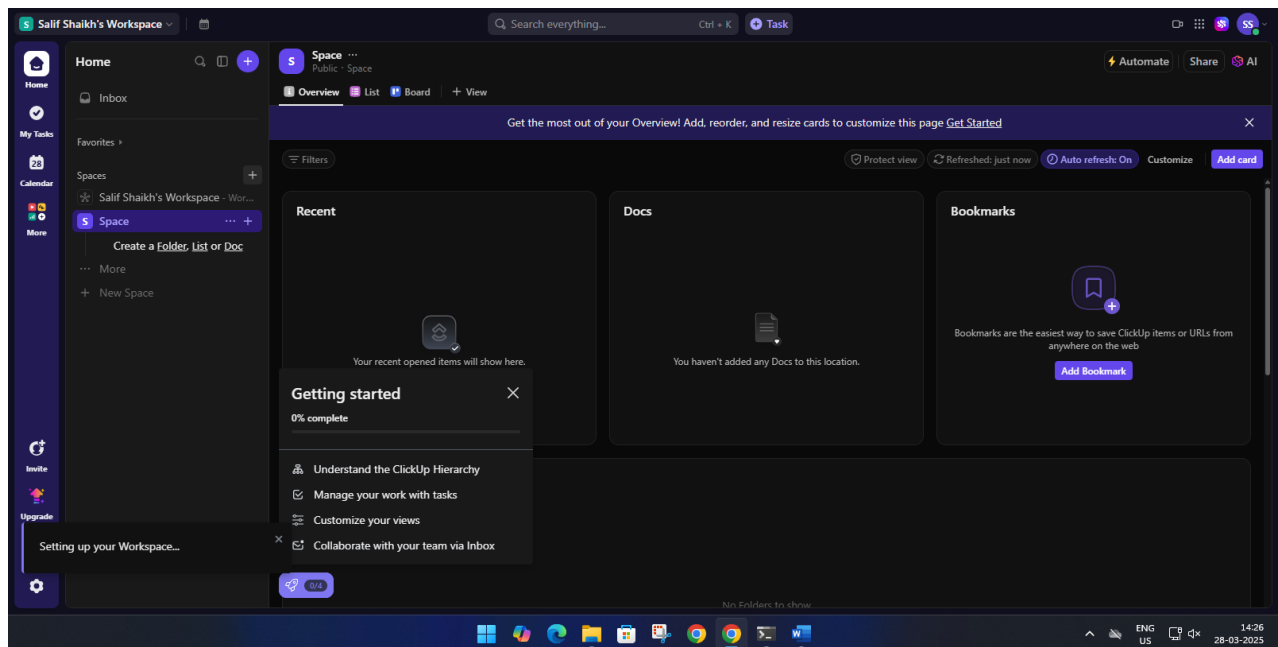 S Salif Shaikh's Workspace
Search everything... Ctrl + K
Task
SS
Home
My Tasks
28
Calendar
More
Invite
Upgrade
Home
Inbox
Favorites
Spaces
Salif Shaikh's Workspace - Wor...
S Space
Create a Folder, List or Doc
More
New Space
S
Space
Public · Space
Automate
Share
AI
Overview
List
Board
+ View
Get the most out of your Overview! Add, reorder, and resize cards to customize this page Get Started
Filters
Protect view
Refreshed: just now
Auto refresh: On
Customize
Add card
Recent
Your recent opened items will show here.
Docs
You haven't added any Docs to this location.
Bookmarks
Bookmarks are the easiest way to save ClickUp items or URLs from
anywhere on the web
Add Bookmark
Getting started
0% complete
Understand the ClickUp Hierarchy
Manage your work with tasks
Customize your views
Collaborate with your team via Inbox
Setting up your Workspace...
0/4
No Folders to show
ENG
US
14:26
28-03-2025